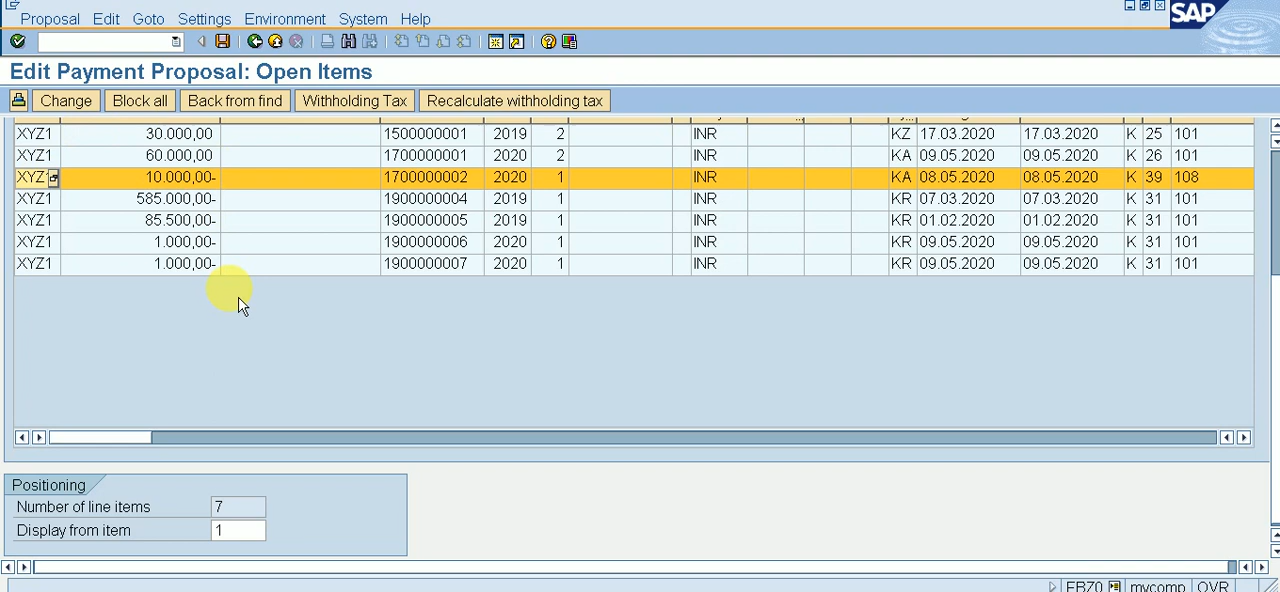 Proposal Edit Goto Settings Environment System Help
SAP
Edit Payment Proposal: Open Items
Change Block all Back from find Withholding Tax Recalculate withholding tax
XYZ1 30.000,00 1500000001 2019 2 INR KZ 17.03.2020 17.03.2020 K 25 101
XYZ1 60.000,00 1700000001 2020 2 INR KA 09.05.2020 09.05.2020 K 26 101
XYZ1 10.000,00- 1700000002 2020 1 INR KA 08.05.2020 08.05.2020 K 39 108
XYZ1 585.000,00- 1900000004 2019 1 INR KR 07.03.2020 07.03.2020 K 31 101
XYZ1 85.500,00- 1900000005 2019 1 INR KR 01.02.2020 01.02.2020 K 31 101
XYZ1 1.000,00- 1900000006 2020 1 INR KR 09.05.2020 09.05.2020 K 31 101
XYZ1 1.000,00- 1900000007 2020 1 INR KR 09.05.2020 09.05.2020 K 31 101
Positioning
Number of line items 7
Display from item 1
mycomp OVR